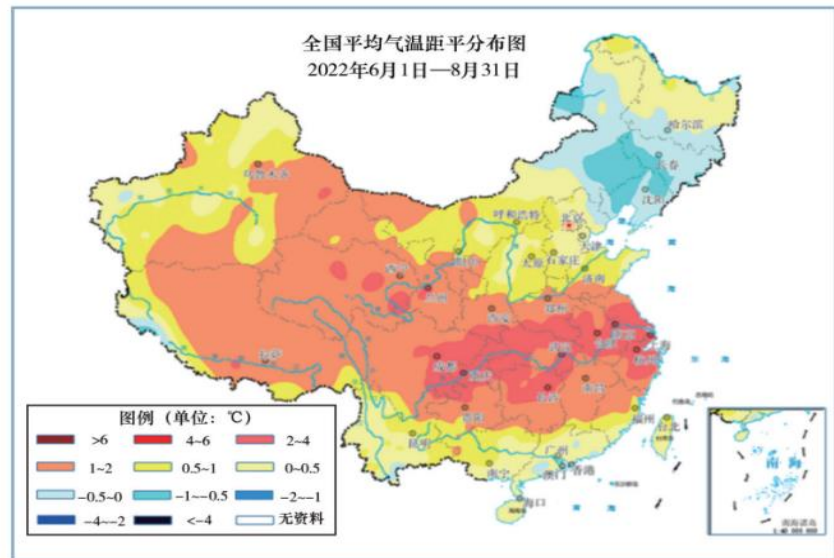 全国平均气温距平分布图
2022年6月1日—8月31日
哈尔滨
长春
沈阳
乌鲁木齐
呼和浩特
北京
天津
石家庄
太原
济南
银川
西宁
兰州
郑州
西安
南京
合肥
上海
杭州
武汉
成都
重庆
拉萨
南昌
长沙
贵阳
福州
台北
昆明
广州
南宁
香港
澳门
海口
东 海
图例（单位：℃）
>6
4~6
2~4
1~2
0.5~1
0~0.5
−0.5~0
−1~−0.5
−2~−1
−4~−2
<-4
无资料
南 海
南海诸岛